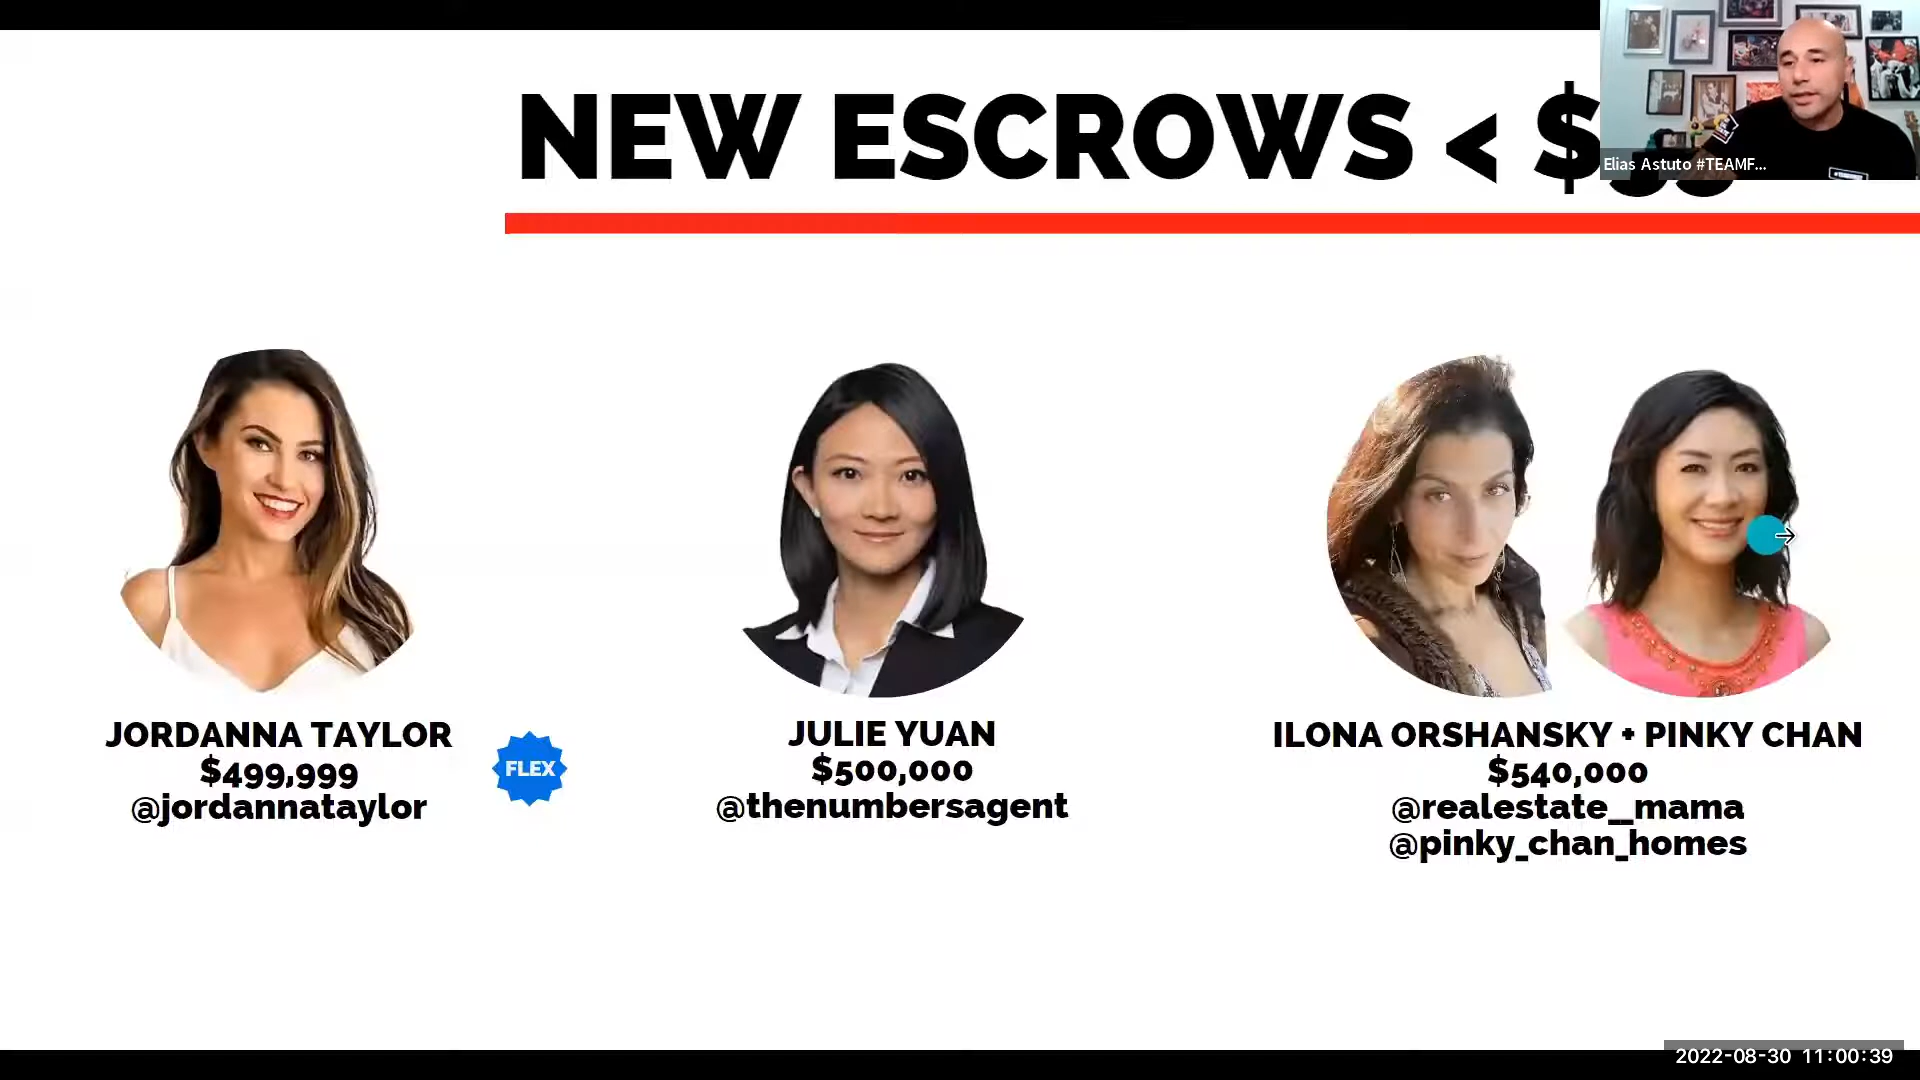 NEW ESCROWS < $
Elias Astuto #TEAMF...
JORDANNA TAYLOR
$499,999
@jordannataylor
FLEX
JULIE YUAN
$500,000
@thenumbersagent
ILONA ORSHANSKY + PINKY CHAN
$540,000
@realestate__mama
@pinky_chan_homes
2022-08-30 11:00:39